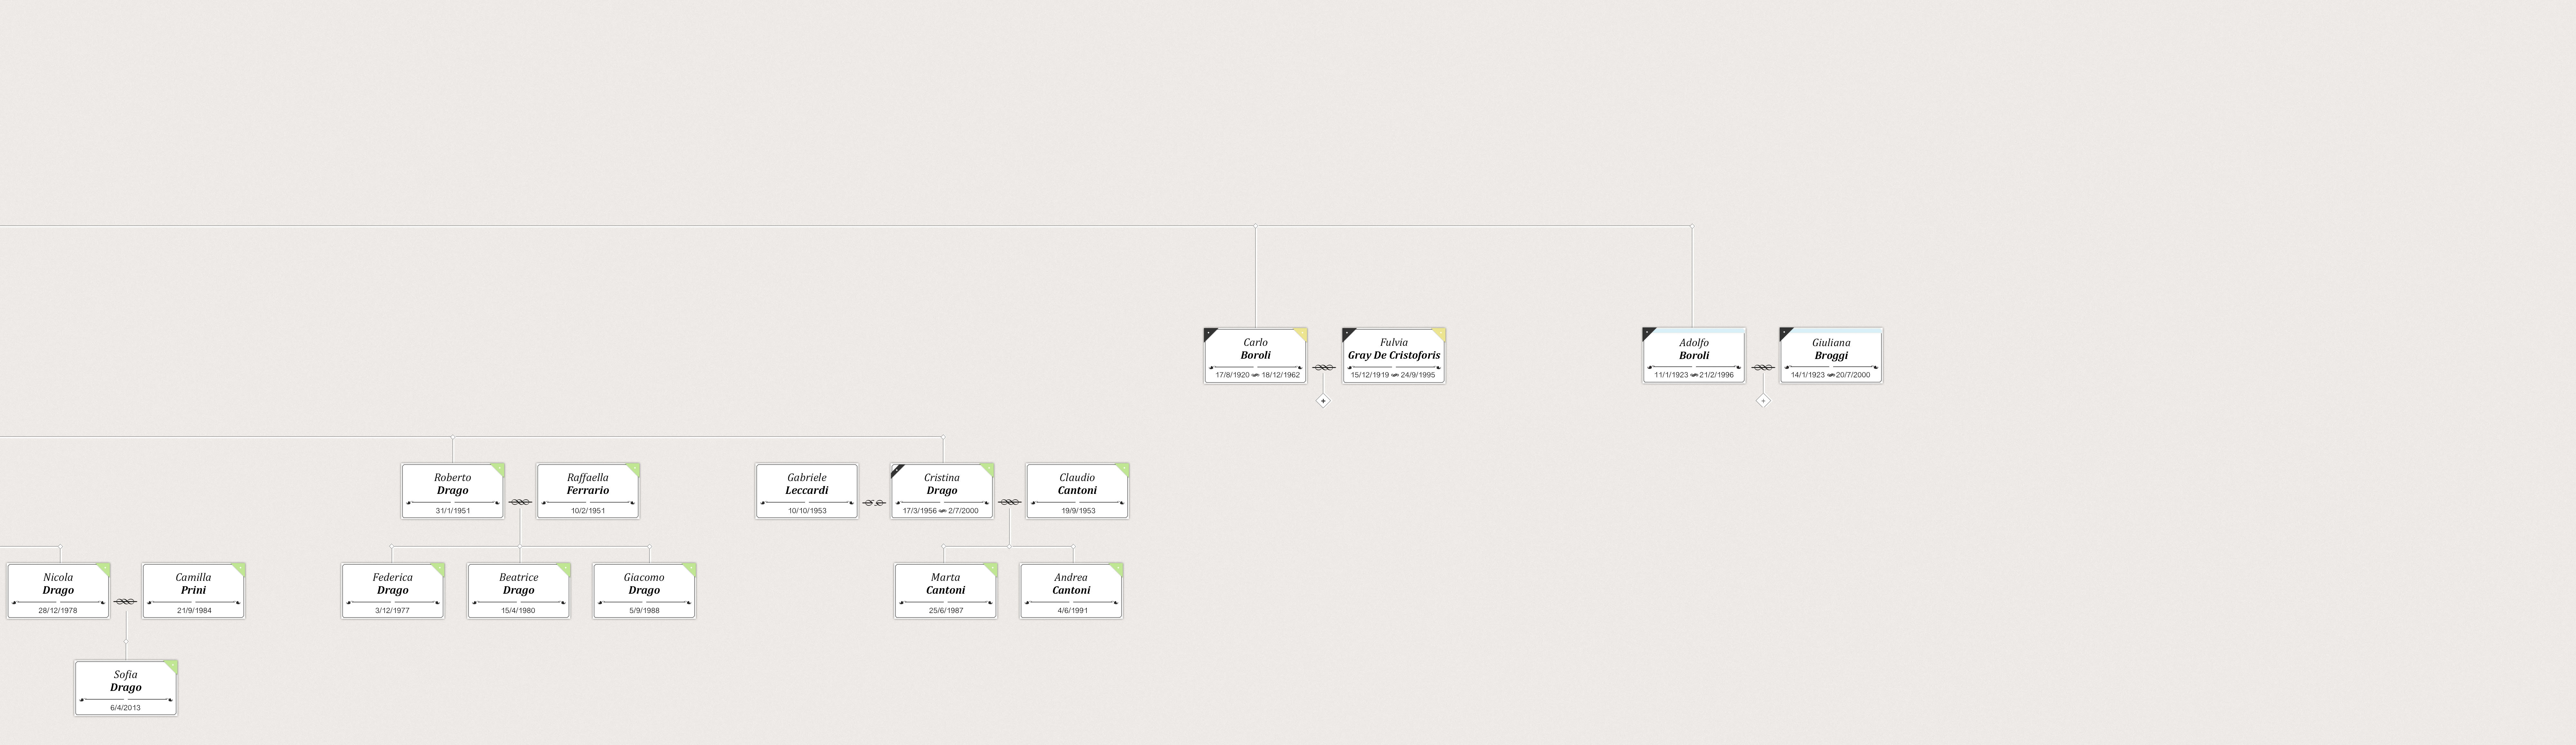 Carlo
Boroli
17/8/1920 18/12/1962
Fulvia
Gray De Cristoforis
15/12/1919 24/9/1995
Adolfo
Boroli
11/1/1923 21/2/1996
Giuliana
Broggi
14/1/1923 20/7/2000
Roberto
Drago
31/1/1951
Raffaella
Ferrario
10/2/1951
Gabriele
Leccardi
10/10/1953
Cristina
Drago
17/3/1956 2/7/2000
Claudio
Cantoni
19/9/1953
Nicola
Drago
28/12/1978
Camilla
Prini
21/9/1984
Federica
Drago
3/12/1977
Beatrice
Drago
15/4/1980
Giacomo
Drago
5/9/1988
Marta
Cantoni
25/6/1987
Andrea
Cantoni
4/6/1991
Sofia
Drago
6/4/2013